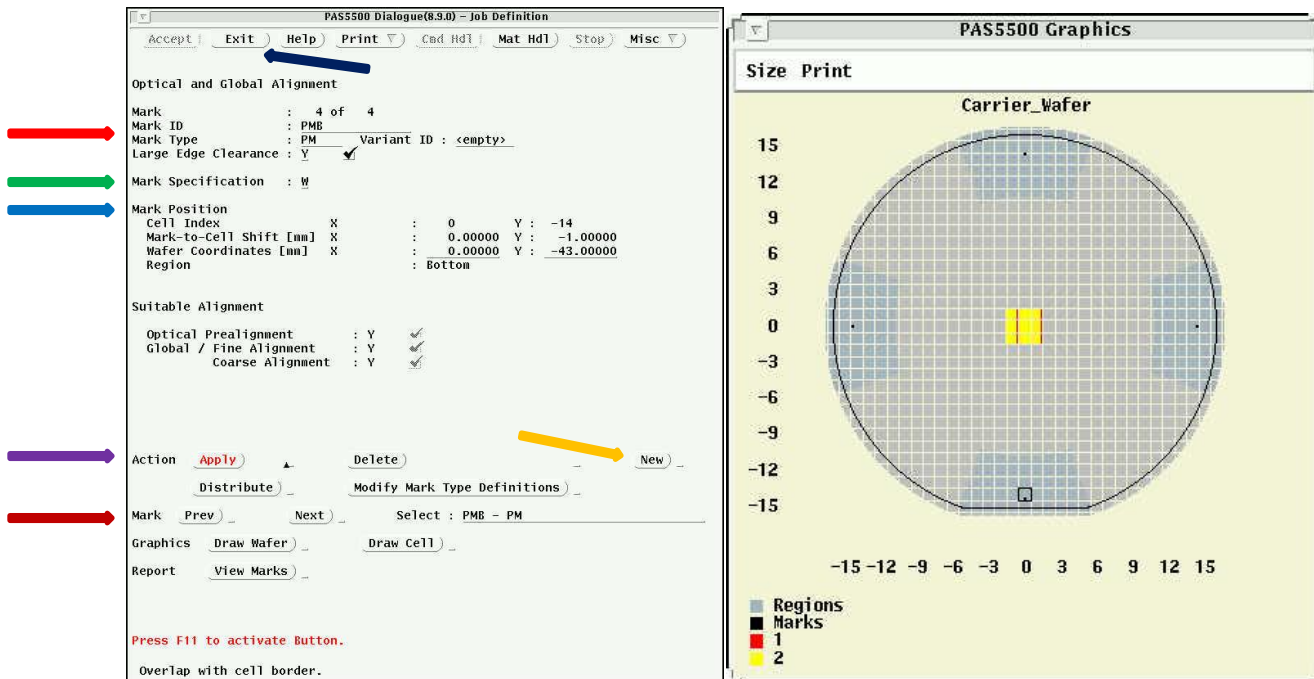 PAS5500 Dialogue(8.9.0) – Job Definition
Accept Exit Help Print Cmd Hdl Mat Hdl Stop Misc
Optical and Global Alignment
Mark : 4 of 4
Mark ID : PMB
Mark Type : PM Variant ID : <empty>
Large Edge Clearance : Y
Mark Specification : W
Mark Position
Cell Index X : 0 Y : -14
Mark-to-Cell Shift [mm] X : 0.00000 Y : -1.00000
Wafer Coordinates [mm] X : 0.00000 Y : -43.00000
Region : Bottom
Suitable Alignment
Optical Prealignment : Y
Global / Fine Alignment : Y
Coarse Alignment : Y
Action Apply Delete New
Distribute Modify Mark Type Definitions
Mark Prev Next Select : PMB - PM
Graphics Draw Wafer Draw Cell
Report View Marks
Press F11 to activate Button.
Overlap with cell border.
PAS5500 Graphics
Size Print
Carrier_Wafer
15
12
9
6
3
0
-3
-6
-9
-12
-15
-15 -12 -9 -6 -3 0 3 6 9 12 15
Regions
Marks
1
2